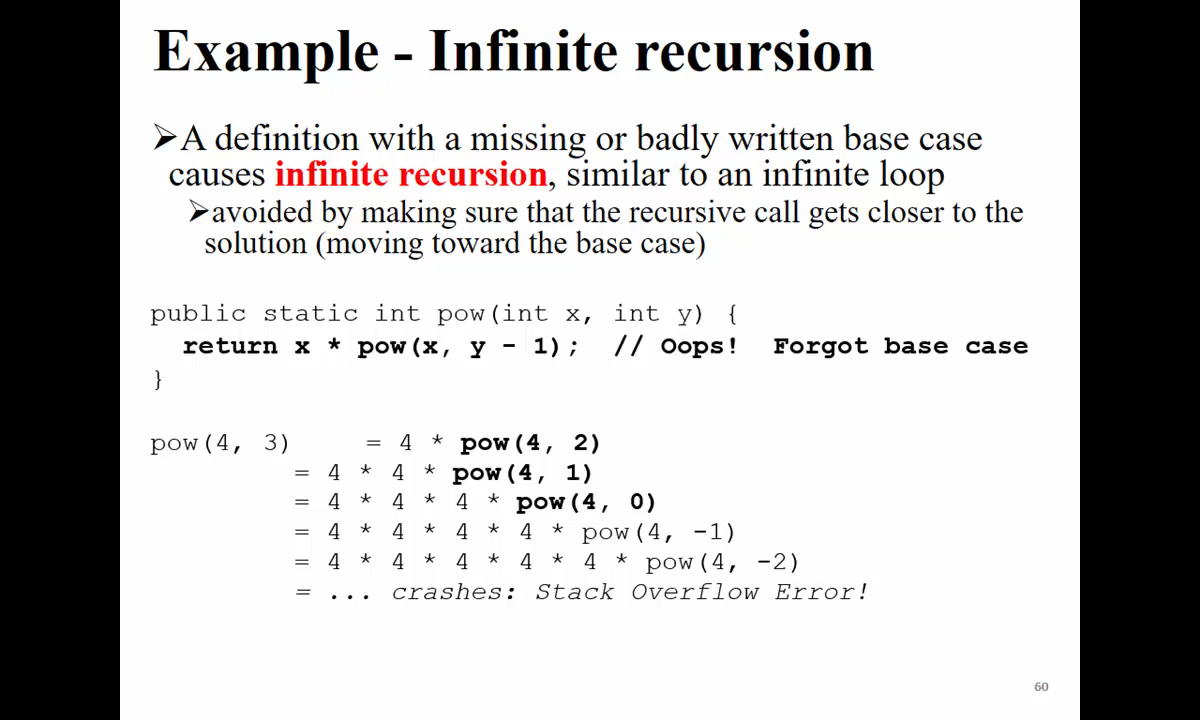 Example - Infinite recursion
➢A definition with a missing or badly written base case
causes infinite recursion, similar to an infinite loop
➢avoided by making sure that the recursive call gets closer to the
solution (moving toward the base case)
public static int pow(int x, int y) {
return x * pow(x, y - 1); // Oops! Forgot base case
}
pow(4, 3) = 4 * pow(4, 2)
= 4 * 4 * pow(4, 1)
= 4 * 4 * 4 * pow(4, 0)
= 4 * 4 * 4 * 4 * pow(4, -1)
= 4 * 4 * 4 * 4 * 4 * pow(4, -2)
= ... crashes: Stack Overflow Error!
60